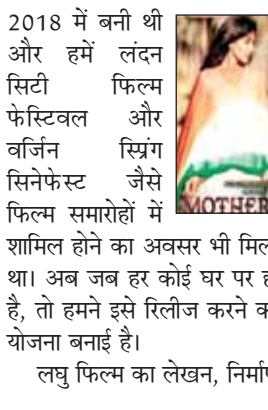 2018 में बनी थी
और हमें लंदन
सिटी फिल्म
फेस्टिवल और
वर्जिन स्प्रिंग
सिनेफेस्ट जैसे
फिल्म समारोहों में
MOTHER
शामिल होने का अवसर भी
था। अब जब हर कोई घर पर
है, तो हमने इसे रिलीज करने
योजना बनाई है।
लघु फिल्म का लेखन,